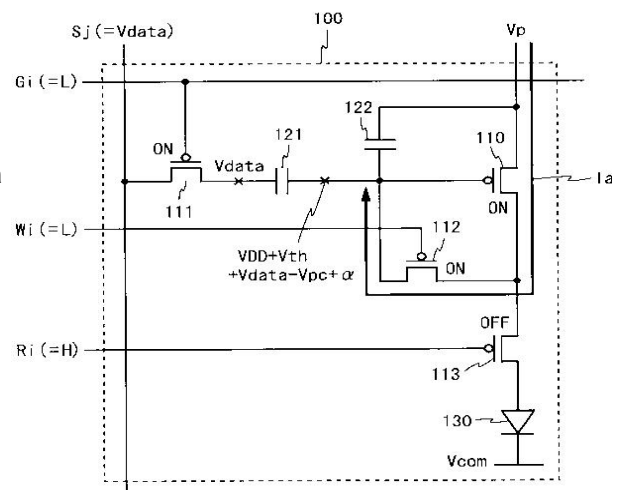 Sj(=Vdata)
100
Vp
Gi(=L)
122
110
121
ON
Vdata
Ia
111
ON
Wi(=L)
112
VDD+Vth
+Vdata-Vpc+α
ON
OFF
Ri(=H)
113
130
Vcom